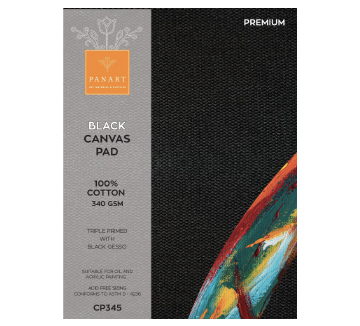 PREMIUM
PANART
BLACK
CANVAS
PAD
100%
COTTON
340 GSM
TRIPLE PRIMED
WITH
BLACK GESSO
SUITABLE FOR OIL AND
ACRYLIC PAINTING
ACID FREE SIZING
CONFORMS TO ASTM D - 4236
CP345